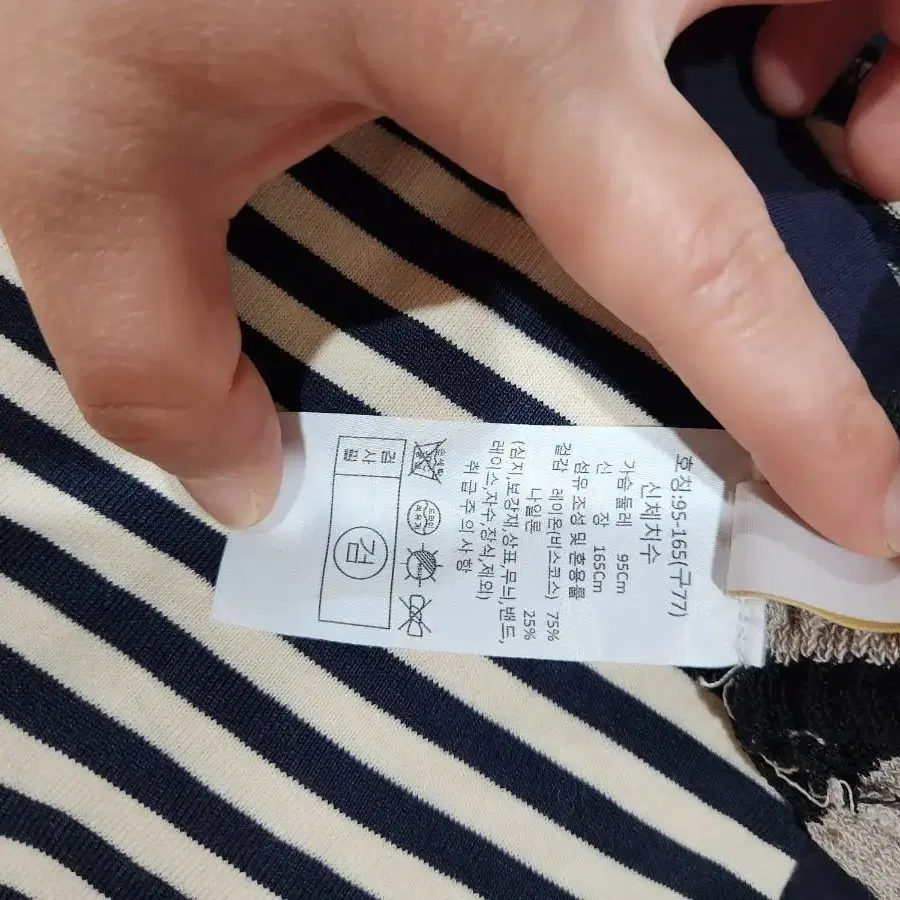 호칭:95-165(구77)
신체치수
가슴둘레 95Cm
신 장 165Cm
섬유조성 및 혼용률
겉감 레이온(비스코스) 75%
나일론 25%
(심지,보강재,상표,무늬,밴드,
레이스,자수,장식,제외)
취급주의사항
드라이
검사필
검